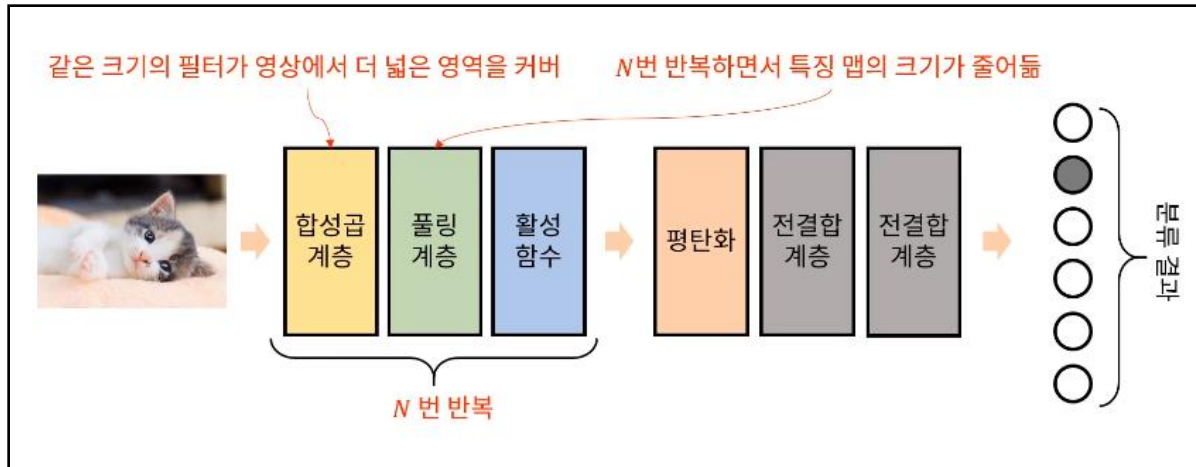 같은 크기의 필터가 영상에서 더 넓은 영역을 커버
N번 반복하면서 특징 맵의 크기가 줄어듦
합성곱
계층
풀링
계층
활성
함수
평탄화
전결합
계층
전결합
계층
분류 결과
N 번 반복